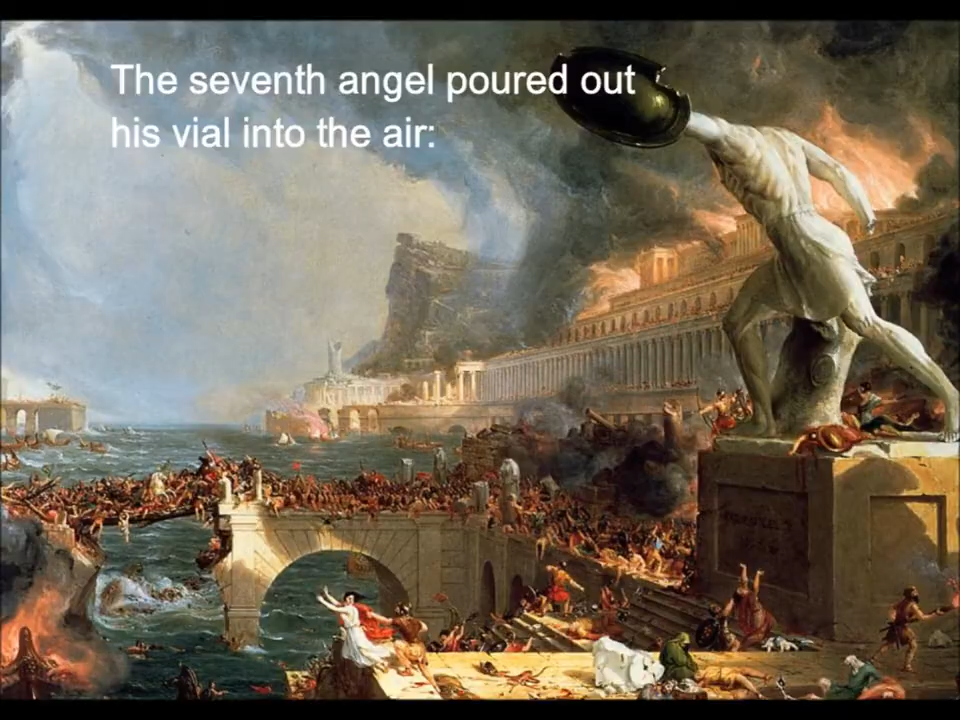 The seventh angel poured out
his vial into the air: